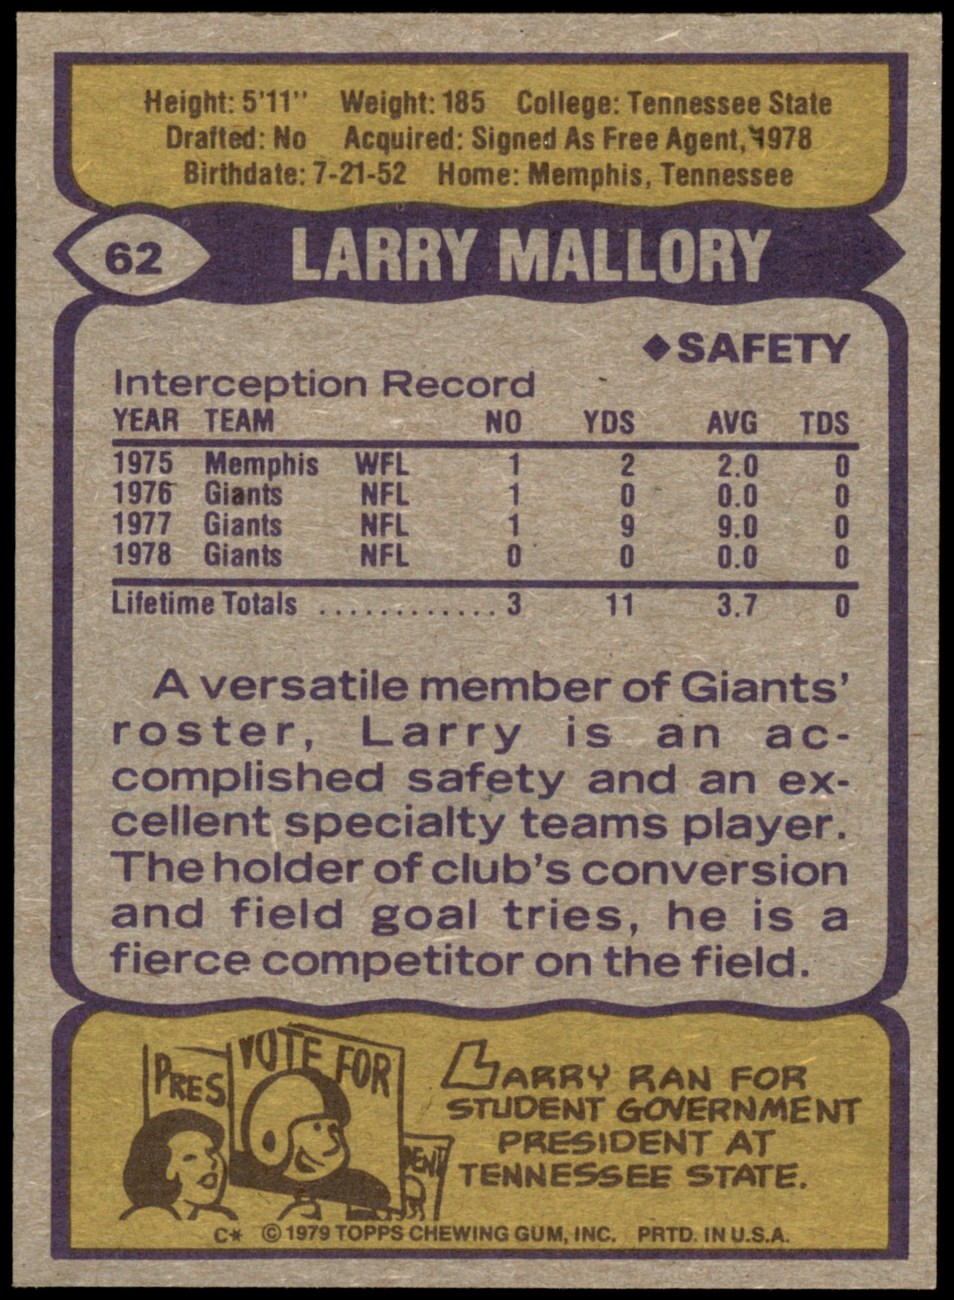 Height: 5'11" Weight: 185 College: Tennessee State
Drafted: No Acquired: Signed As Free Agent, 1978
Birthdate: 7-21-52 Home: Memphis, Tennessee
62 LARRY MALLORY
◆SAFETY
Interception Record
YEAR TEAM NO YDS AVG TDS
1975 Memphis WFL 1 2 2.0 0
1976 Giants NFL 1 0 0.0 0
1977 Giants NFL 1 9 9.0 0
1978 Giants NFL 0 0 0.0 0
Lifetime Totals ............ 3 11 3.7 0
A versatile member of Giants'
roster, Larry is an ac-
complished safety and an ex-
cellent specialty teams player.
The holder of club's conversion
and field goal tries, he is a
fierce competitor on the field.
PRES
VOTE FOR
DENT
LARRY RAN FOR
STUDENT GOVERNMENT
PRESIDENT AT
TENNESSEE STATE.
C* © 1979 TOPPS CHEWING GUM, INC. PRTD. IN U.S.A.